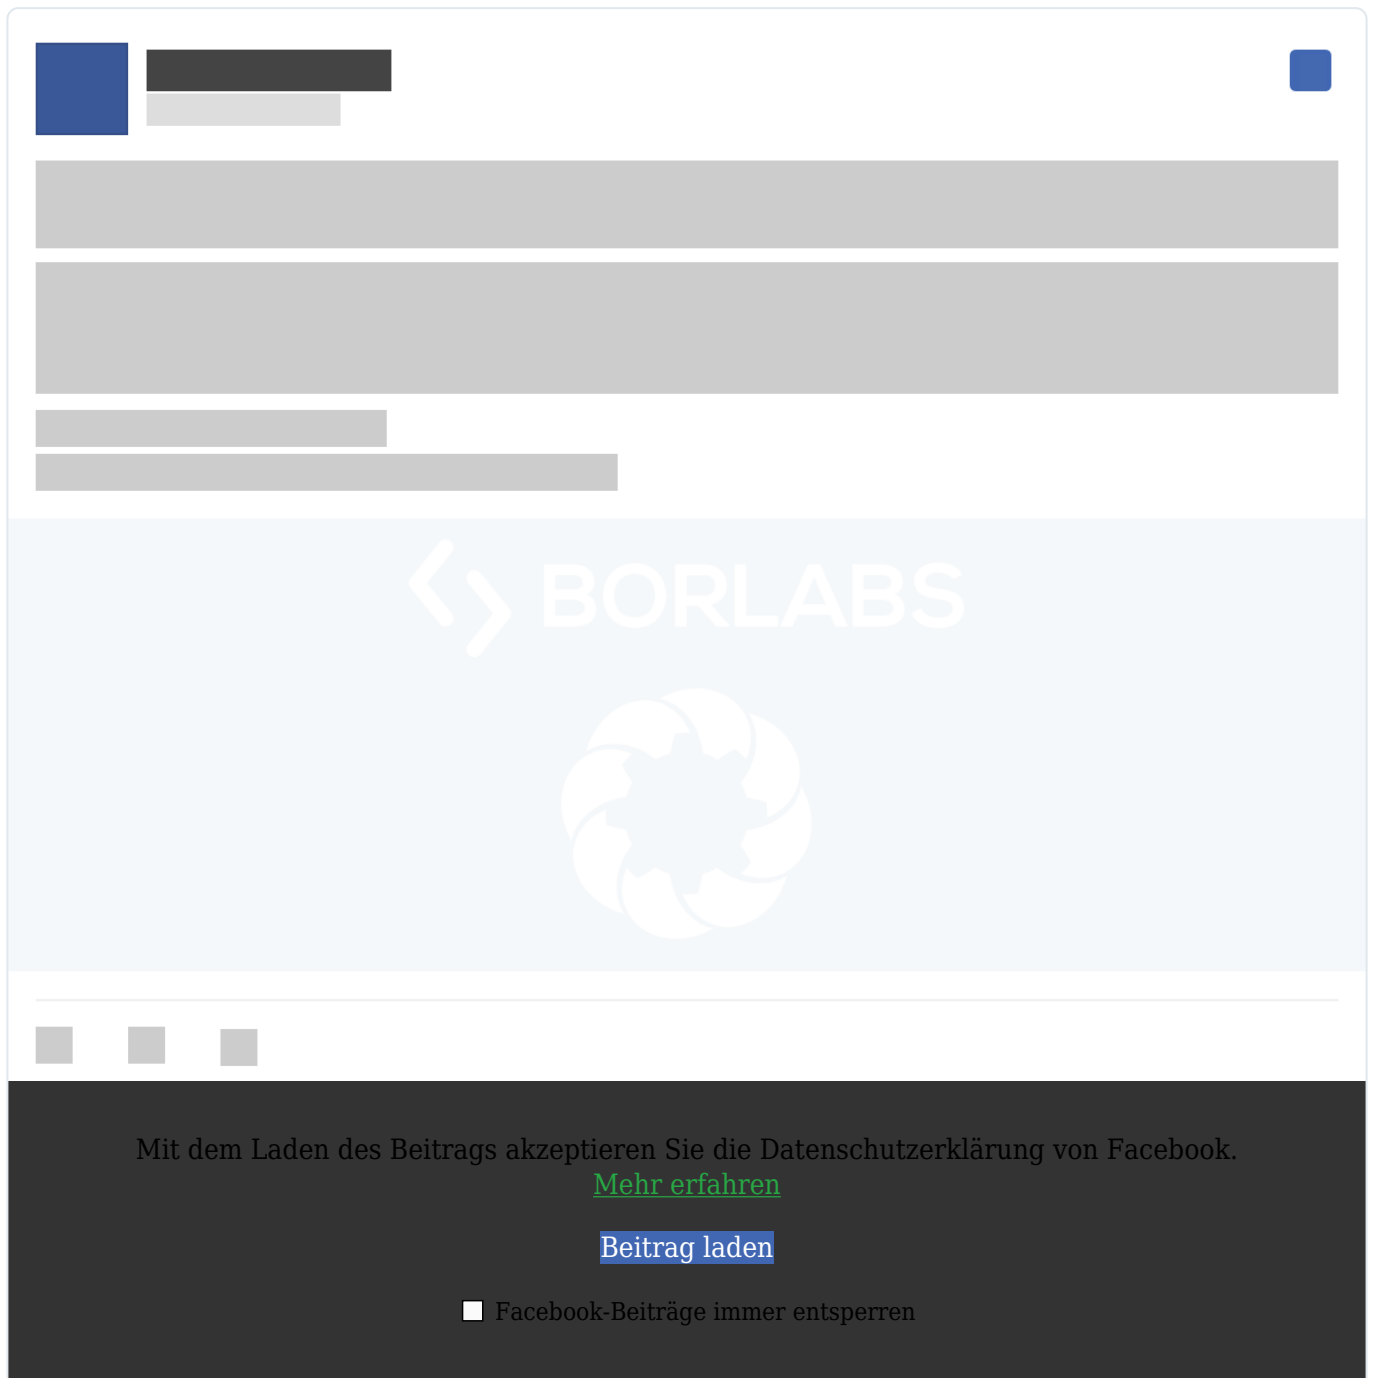 BORLABS
Mit dem Laden des Beitrags akzeptieren Sie die Datenschutzerklärung von Facebook.
Mehr erfahren
Beitrag laden
Facebook-Beiträge immer entsperren